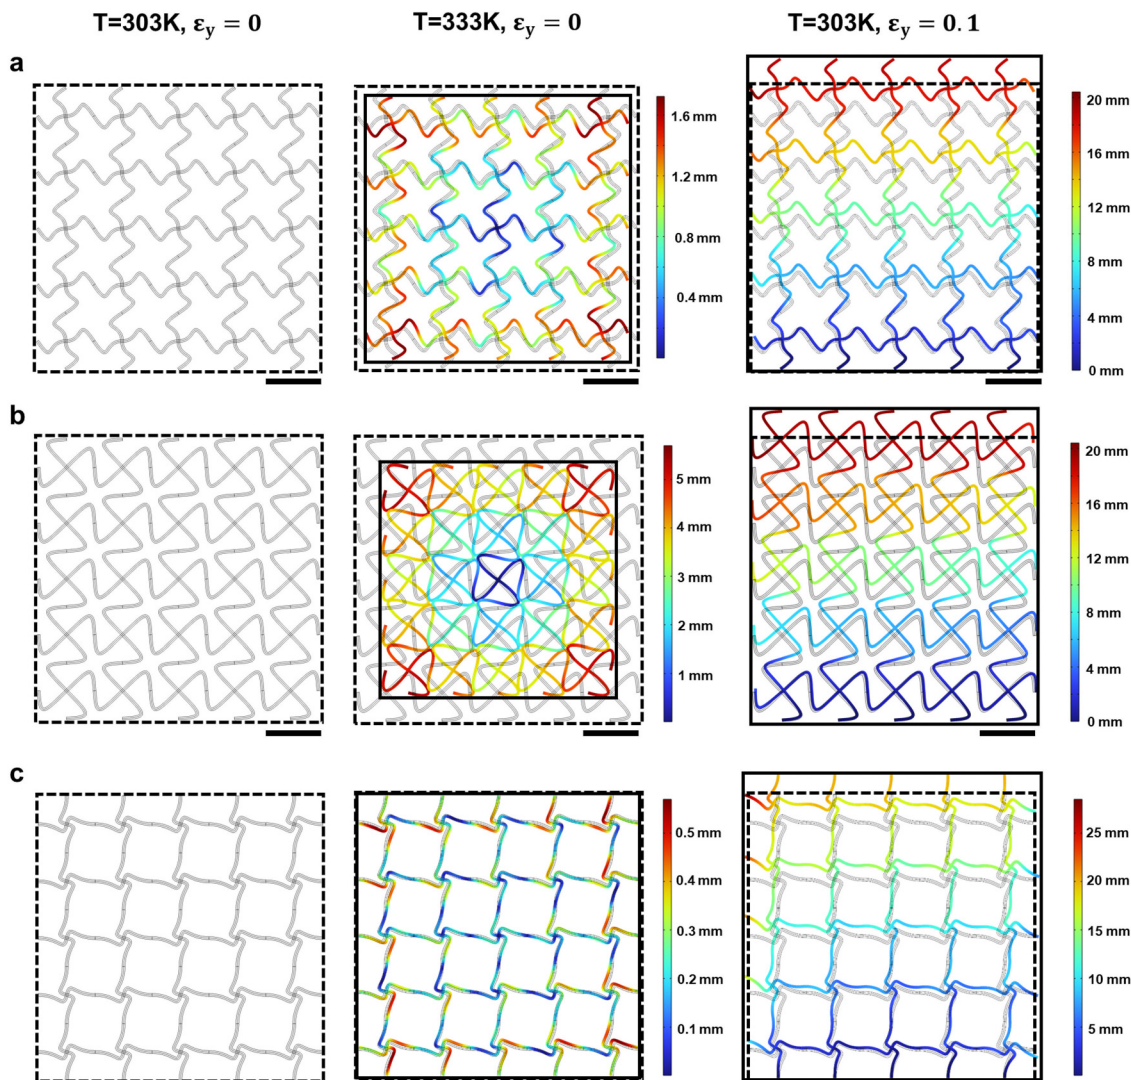 T=303K, εy = 0
T=333K, εy = 0
T=303K, εy = 0.1
a
1.6 mm
1.2 mm
0.8 mm
0.4 mm
20 mm
16 mm
12 mm
8 mm
4 mm
0 mm
b
5 mm
4 mm
3 mm
2 mm
1 mm
20 mm
16 mm
12 mm
8 mm
4 mm
0 mm
c
0.5 mm
0.4 mm
0.3 mm
0.2 mm
0.1 mm
25 mm
20 mm
15 mm
10 mm
5 mm